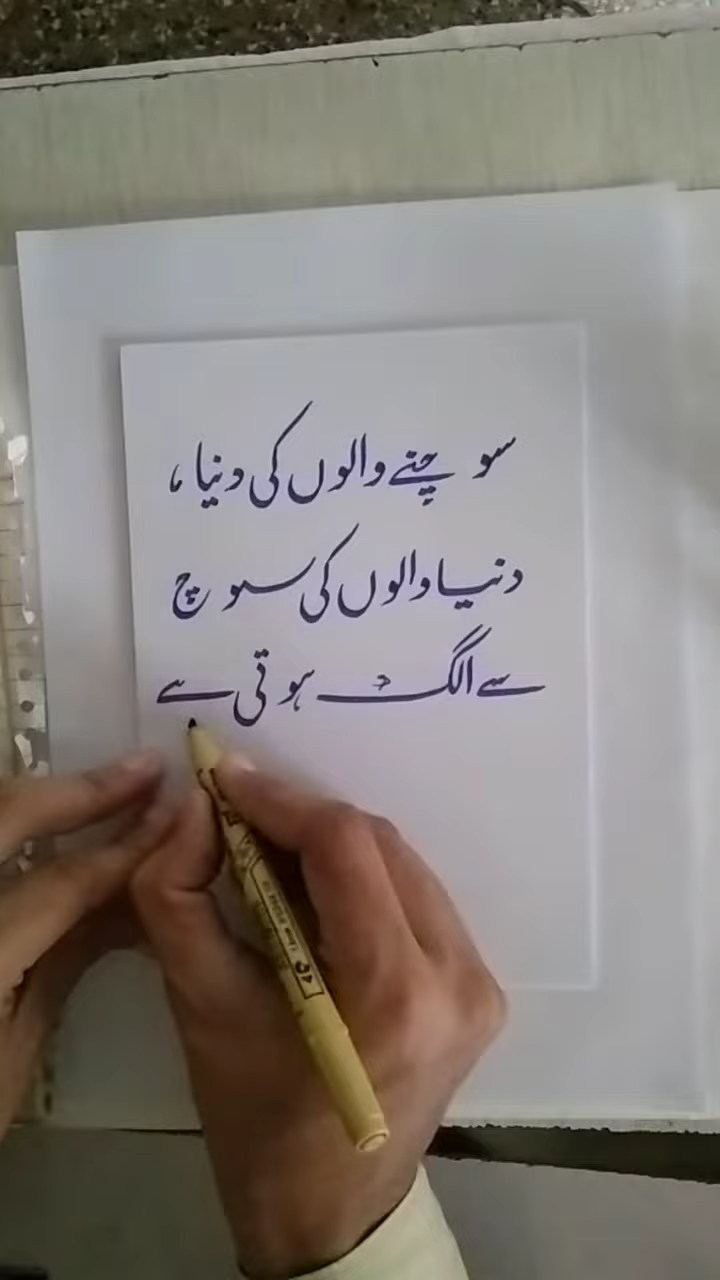 سوچنے والوں کی دنیا،
دنیا والوں کی سوچ
سے الگ ہوتی ہے